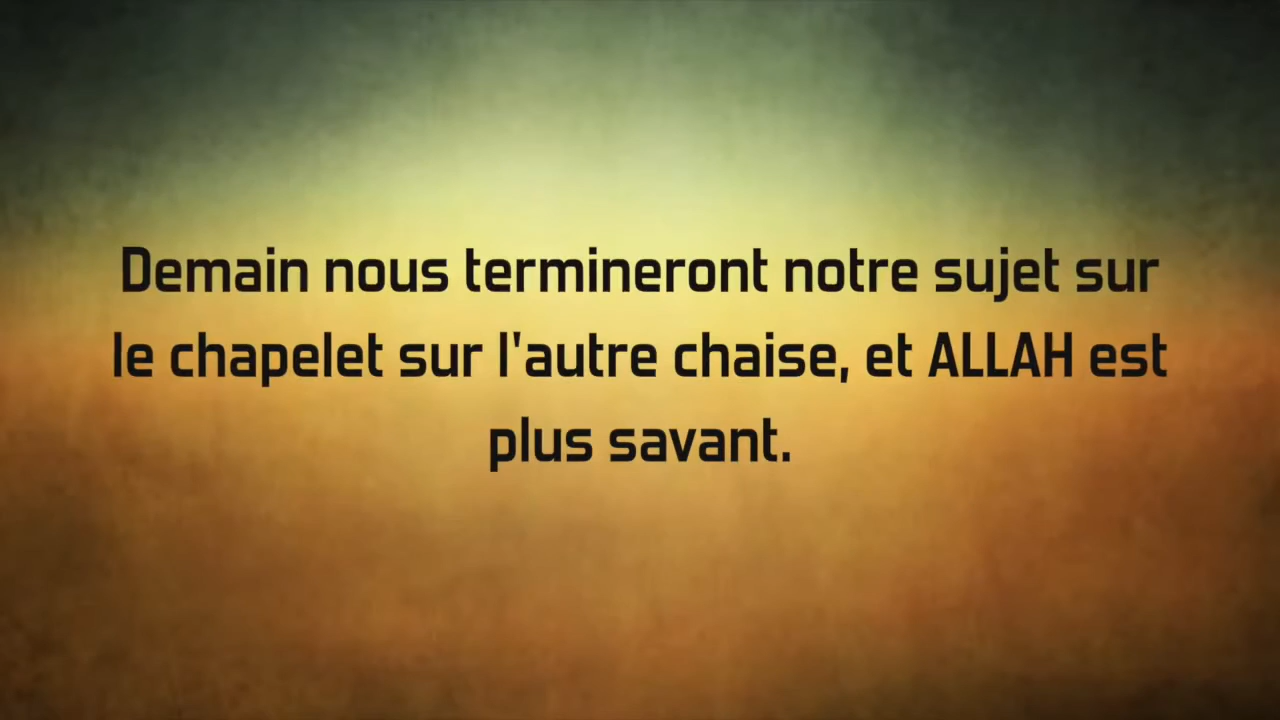 Demain nous termineront notre sujet sur
le chapelet sur l'autre chaise, et ALLAH est
plus savant.